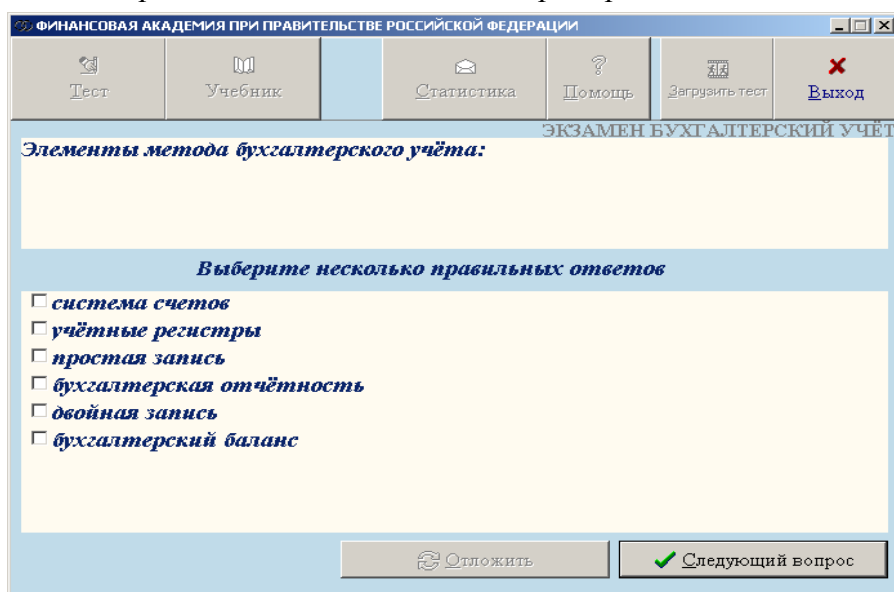 ФИНАНСОВАЯ АКАДЕМИЯ ПРИ ПРАВИТЕЛЬСТВЕ РОССИЙСКОЙ ФЕДЕРАЦИИ
Тест Учебник Статистика Помощь Загрузить тест Выход
ЭКЗАМЕН БУХГАЛТЕРСКИЙ УЧЁТ
Элементы метода бухгалтерского учёта:
Выберите несколько правильных ответов
система счетов
учётные регистры
простая запись
бухгалтерская отчётность
двойная запись
бухгалтерский баланс
Отложить Следующий вопрос